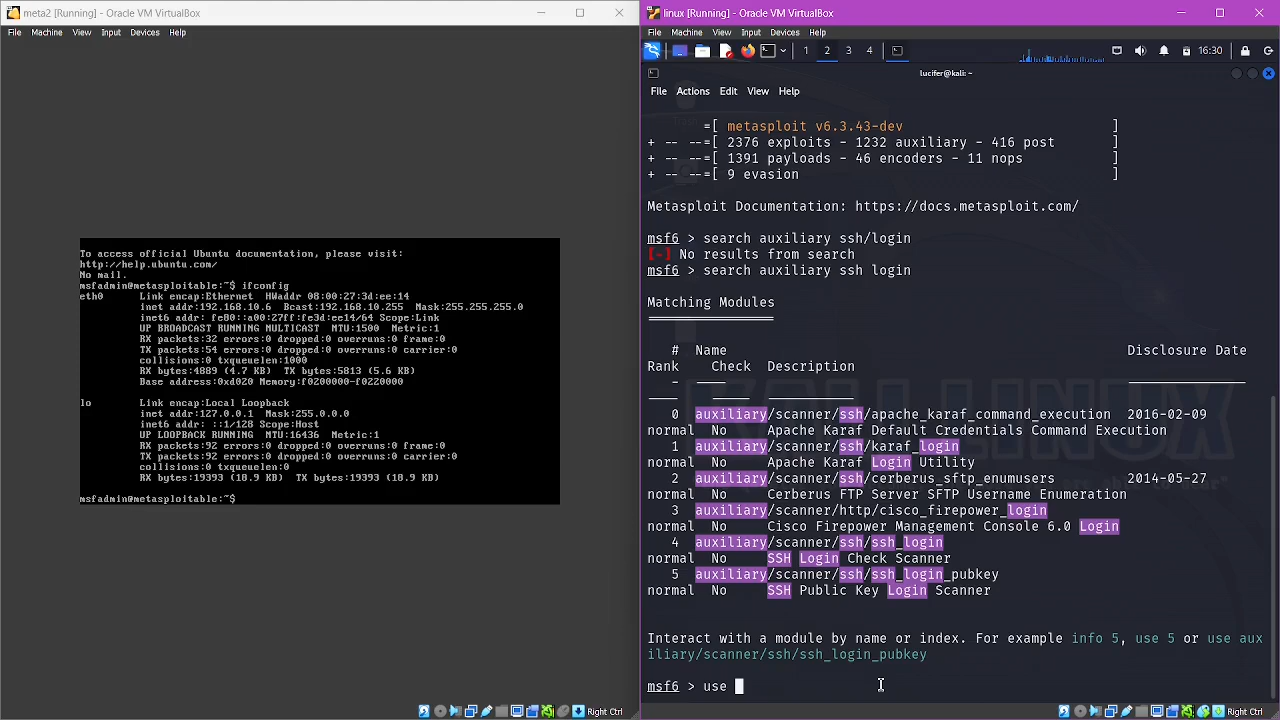 meta2 [Running] - Oracle VM VirtualBox
File Machine View Input Devices Help
To access official Ubuntu documentation, please visit:
http://help.ubuntu.com/
No mail.
msfadmin@metasploitable:~$ ifconfig
eth0 Link encap:Ethernet HWaddr 08:00:27:3d:ee:14
inet addr:192.168.10.6 Bcast:192.168.10.255 Mask:255.255.255.0
inet6 addr: fe80::a00:27ff:fe3d:ee14/64 Scope:Link
UP BROADCAST RUNNING MULTICAST MTU:1500 Metric:1
RX packets:32 errors:0 dropped:0 overruns:0 frame:0
TX packets:54 errors:0 dropped:0 overruns:0 carrier:0
collisions:0 txqueuelen:1000
RX bytes:4889 (4.7 KB) TX bytes:5813 (5.6 KB)
Base address:0xd020 Memory:f0200000-f0220000
lo Link encap:Local Loopback
inet addr:127.0.0.1 Mask:255.0.0.0
inet6 addr: ::1/128 Scope:Host
UP LOOPBACK RUNNING MTU:16436 Metric:1
RX packets:92 errors:0 dropped:0 overruns:0 frame:0
TX packets:92 errors:0 dropped:0 overruns:0 carrier:0
collisions:0 txqueuelen:0
RX bytes:19393 (18.9 KB) TX bytes:19393 (18.9 KB)
msfadmin@metasploitable:~$
Right Ctrl
linux [Running] - Oracle VM VirtualBox
File Machine View Input Devices Help
1 2 3 4 16:30
lucifer@kali: ~
File Actions Edit View Help
=[ metasploit v6.3.43-dev ]
+ -- --=[ 2376 exploits - 1232 auxiliary - 416 post ]
+ -- --=[ 1391 payloads - 46 encoders - 11 nops ]
+ -- --=[ 9 evasion ]
Metasploit Documentation: https://docs.metasploit.com/
msf6 > search auxiliary ssh/login
[-] No results from search
msf6 > search auxiliary ssh login
Matching Modules
# Name Disclosure Date
Rank Check Description
0 auxiliary/scanner/ssh/apache_karaf_command_execution 2016-02-09
normal No Apache Karaf Default Credentials Command Execution
1 auxiliary/scanner/ssh/karaf_login
normal No Apache Karaf Login Utility
2 auxiliary/scanner/ssh/cerberus_sftp_enumusers 2014-05-27
normal No Cerberus FTP Server SFTP Username Enumeration
3 auxiliary/scanner/http/cisco_firepower_login
normal No Cisco Firepower Management Console 6.0 Login
4 auxiliary/scanner/ssh/ssh_login
normal No SSH Login Check Scanner
5 auxiliary/scanner/ssh/ssh_login_pubkey
normal No SSH Public Key Login Scanner
Interact with a module by name or index. For example info 5, use 5 or use aux
iliary/scanner/ssh/ssh_login_pubkey
msf6 > use
Right Ctrl